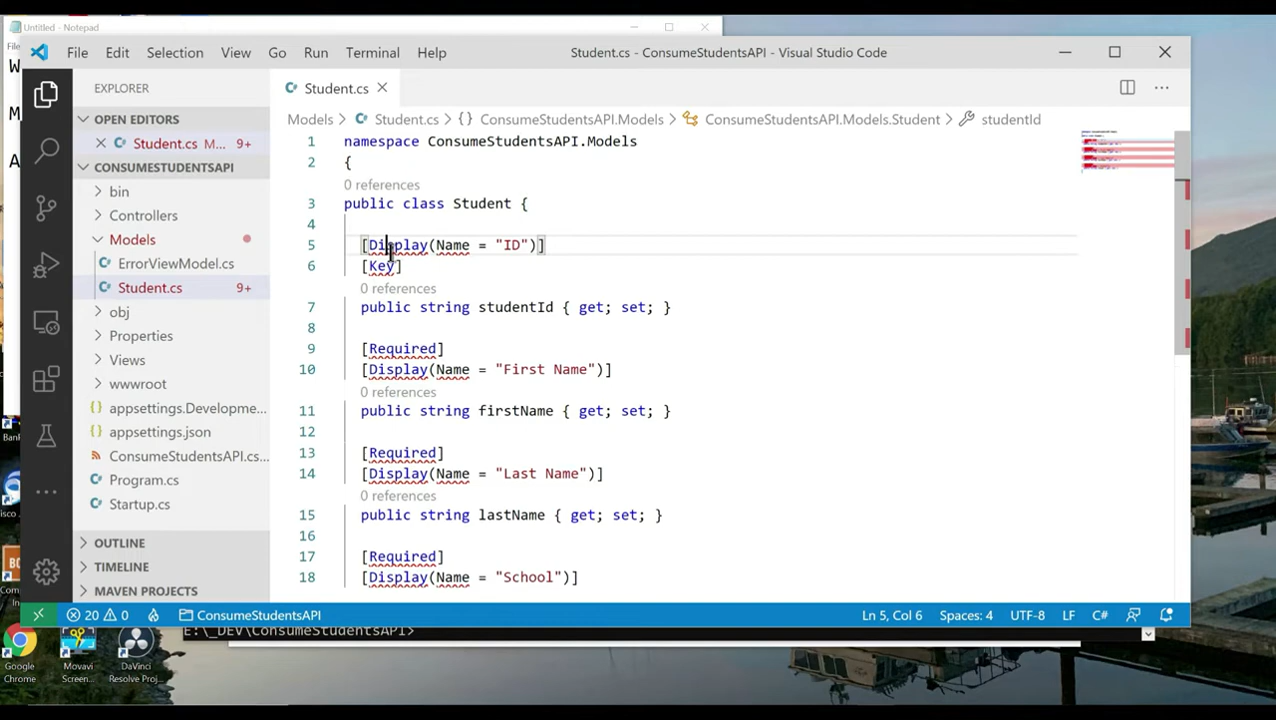 Untitled - Notepad
File
W
M
A
File Edit Selection View Go Run Terminal Help
Student.cs - ConsumeStudentsAPI - Visual Studio Code
EXPLORER
Student.cs
OPEN EDITORS
Student.cs M... 9+
CONSUMESTUDENTSAPI
bin
Controllers
Models
ErrorViewModel.cs
Student.cs 9+
obj
Properties
Views
wwwroot
appsettings.Developme...
appsettings.json
ConsumeStudentsAPI.cs...
Program.cs
Startup.cs
OUTLINE
TIMELINE
MAVEN PROJECTS
Models > Student.cs > {} ConsumeStudentsAPI.Models > ConsumeStudentsAPI.Models.Student > studentId
1 namespace ConsumeStudentsAPI.Models
2 {
0 references
3 public class Student {
4
5 [Display(Name = "ID")]
6 [Key]
0 references
7 public string studentId { get; set; }
8
9 [Required]
10 [Display(Name = "First Name")]
0 references
11 public string firstName { get; set; }
12
13 [Required]
14 [Display(Name = "Last Name")]
0 references
15 public string lastName { get; set; }
16
17 [Required]
18 [Display(Name = "School")]
20 0 ConsumeStudentsAPI Ln 5, Col 6 Spaces: 4 UTF-8 LF C#
E:\_DEV\ConsumeStudentsAPI>
Google
Chrome
Movavi
Screen...
DaVinci
Resolve Proj...